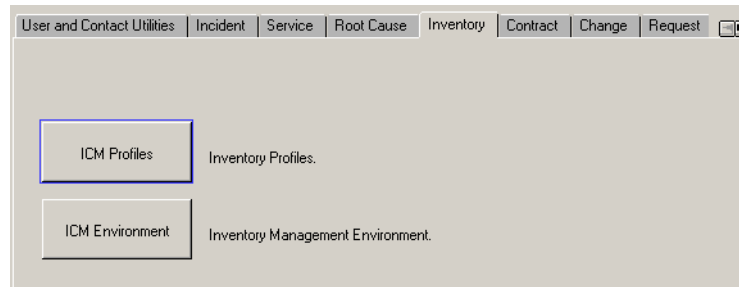 User and Contact Utilities Incident Service Root Cause Inventory Contract Change Request
ICM Profiles Inventory Profiles.
ICM Environment Inventory Management Environment.